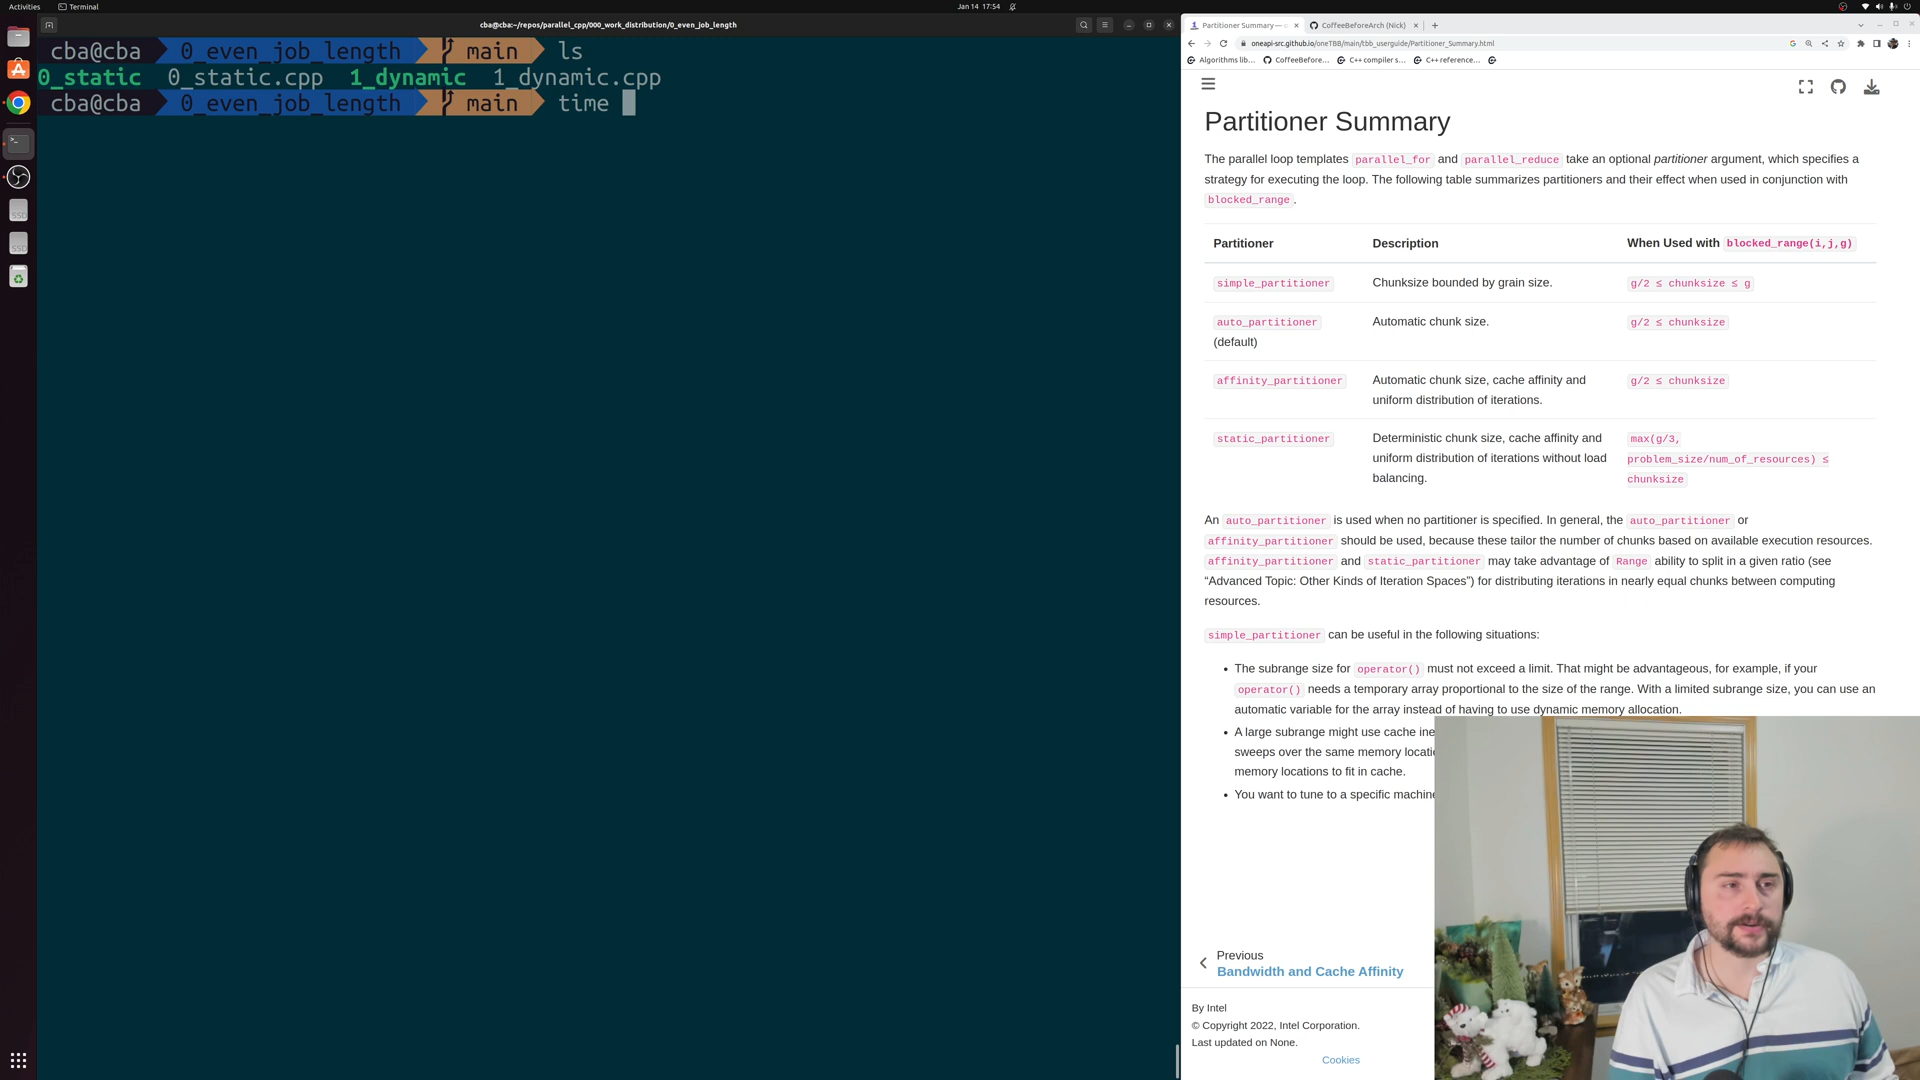 Activities
Terminal
Jan 14 17:54
cba@cba:~/repos/parallel_cpp/000_work_distribution/0_even_job_length
cba@cba 0_even_job_length main ls
0_static 0_static.cpp 1_dynamic 1_dynamic.cpp
cba@cba 0_even_job_length main time
SSD
SSD
Partitioner Summary —
CoffeeBeforeArch (Nick)
oneapi-src.github.io/oneTBB/main/tbb_userguide/Partitioner_Summary.html
Algorithms lib...
CoffeeBefore...
C++ compiler s...
C++ reference...
Partitioner Summary
The parallel loop templates parallel_for and parallel_reduce take an optional partitioner argument, which specifies a
strategy for executing the loop. The following table summarizes partitioners and their effect when used in conjunction with
blocked_range.
Partitioner Description When Used with blocked_range(i,j,g)
simple_partitioner Chunksize bounded by grain size. g/2 ≤ chunksize ≤ g
auto_partitioner Automatic chunk size. g/2 ≤ chunksize
(default)
affinity_partitioner Automatic chunk size, cache affinity and g/2 ≤ chunksize
uniform distribution of iterations.
static_partitioner Deterministic chunk size, cache affinity and max(g/3,
uniform distribution of iterations without load problem_size/num_of_resources) ≤
balancing. chunksize
An auto_partitioner is used when no partitioner is specified. In general, the auto_partitioner or
affinity_partitioner should be used, because these tailor the number of chunks based on available execution resources.
affinity_partitioner and static_partitioner may take advantage of Range ability to split in a given ratio (see
“Advanced Topic: Other Kinds of Iteration Spaces”) for distributing iterations in nearly equal chunks between computing
resources.
simple_partitioner can be useful in the following situations:
• The subrange size for operator() must not exceed a limit. That might be advantageous, for example, if your
operator() needs a temporary array proportional to the size of the range. With a limited subrange size, you can use an
automatic variable for the array instead of having to use dynamic memory allocation.
• A large subrange might use cache ine
sweeps over the same memory locati
memory locations to fit in cache.
• You want to tune to a specific machine
Previous
Bandwidth and Cache Affinity
By Intel
© Copyright 2022, Intel Corporation.
Last updated on None.
Cookies